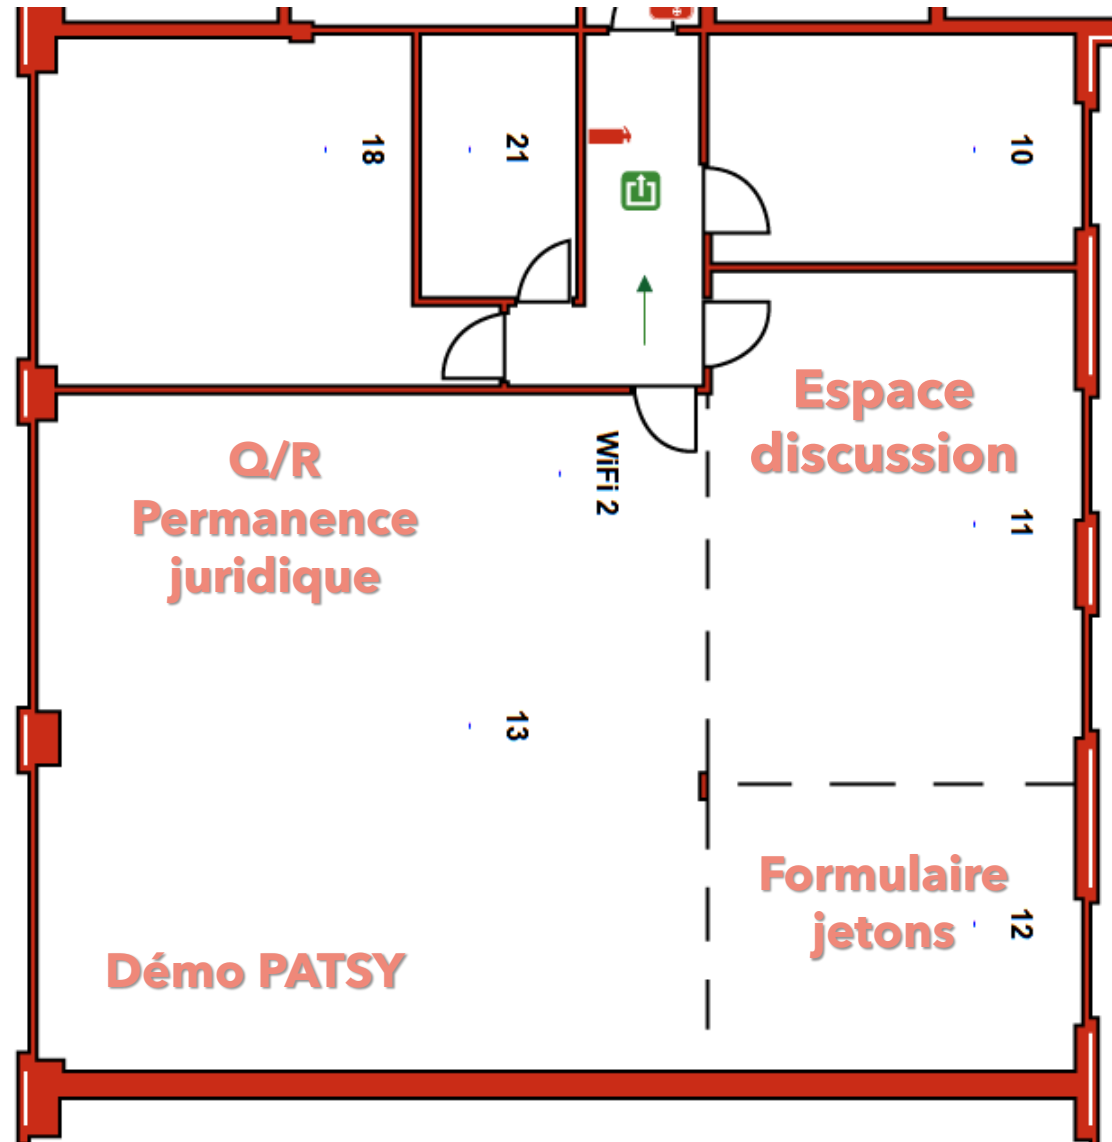 18
21
10
Espace
discussion
Q/R
Permanence
juridique
WiFi 2
11
13
Formulaire
jetons
12
Démo PATSY